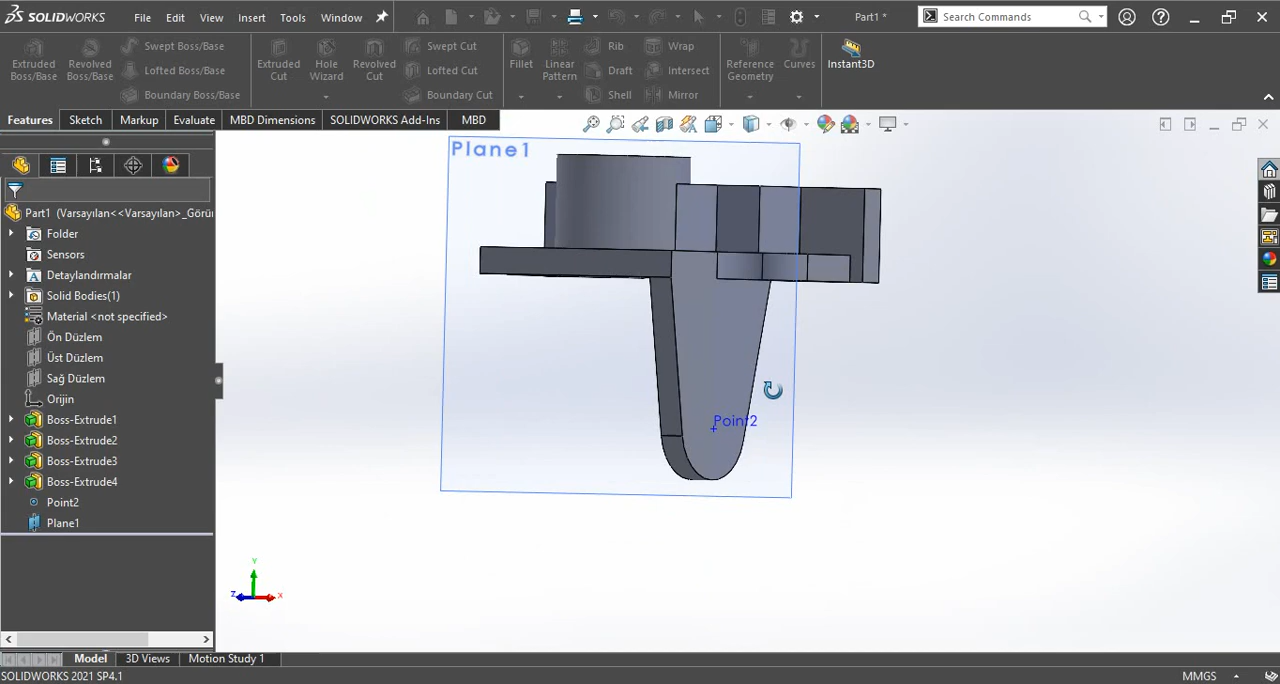 SOLIDWORKS File Edit View Insert Tools Window Part1 * Search Commands
Extruded Boss/Base
Revolved Boss/Base
Swept Boss/Base
Lofted Boss/Base
Boundary Boss/Base
Extruded Cut
Hole Wizard
Revolved Cut
Swept Cut
Lofted Cut
Boundary Cut
Fillet
Linear Pattern
Rib
Draft
Shell
Wrap
Intersect
Mirror
Reference Geometry
Curves
Instant3D
Features Sketch Markup Evaluate MBD Dimensions SOLIDWORKS Add-Ins MBD
Part1 (Varsayılan<<Varsayılan>_Görü
Folder
Sensors
Detaylandırmalar
Solid Bodies(1)
Material <not specified>
Ön Düzlem
Üst Düzlem
Sağ Düzlem
Orijin
Boss-Extrude1
Boss-Extrude2
Boss-Extrude3
Boss-Extrude4
Point2
Plane1
Plane1
Point2
Y
Z
X
Model 3D Views Motion Study 1
SOLIDWORKS 2021 SP4.1 MMGS